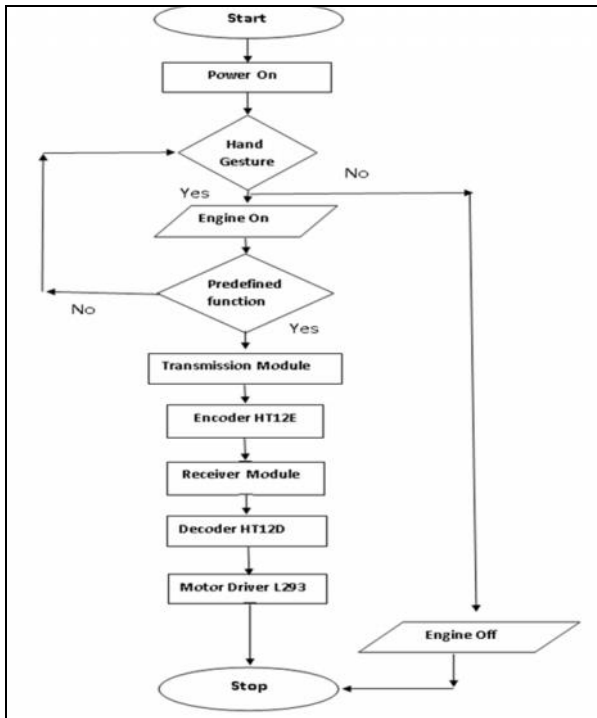 Start
Power On
Hand
Gesture
No
Yes
Engine On
Predefined
function
No
Yes
Transmission Module
Encoder HT12E
Receiver Module
Decoder HT12D
Motor Driver L293
Engine Off
Stop